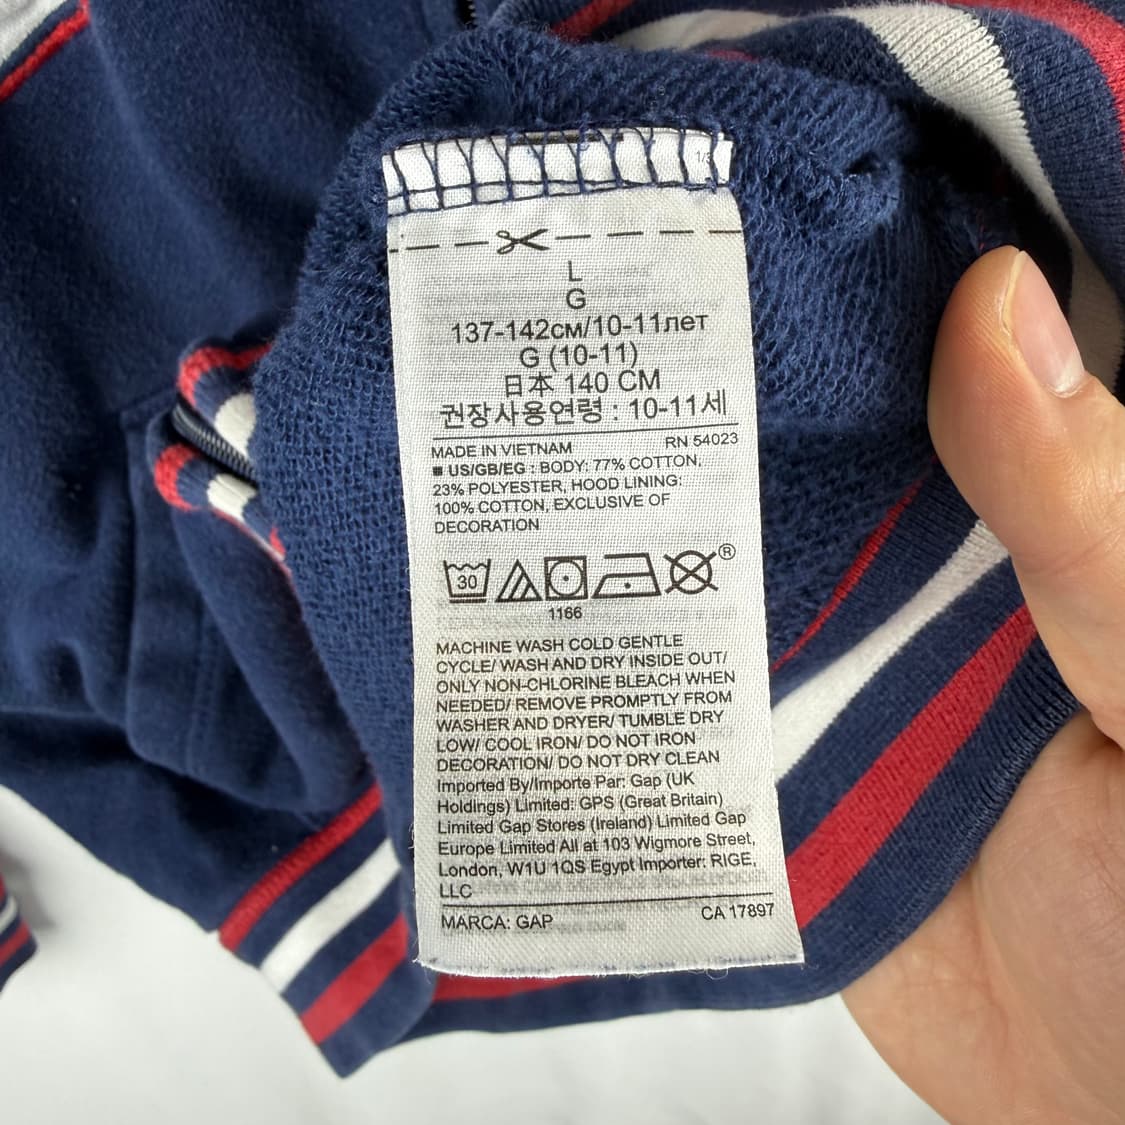 L
G
137-142см/10-11лет
G (10-11)
日本 140 CM
권장사용연령 : 10-11세
MADE IN VIETNAM RN 54023
■ US/GB/EG : BODY: 77% COTTON,
23% POLYESTER, HOOD LINING:
100% COTTON, EXCLUSIVE OF
DECORATION
30 ®
1166
MACHINE WASH COLD GENTLE
CYCLE/ WASH AND DRY INSIDE OUT/
ONLY NON-CHLORINE BLEACH WHEN
NEEDED/ REMOVE PROMPTLY FROM
WASHER AND DRYER/ TUMBLE DRY
LOW/ COOL IRON/ DO NOT IRON
DECORATION/ DO NOT DRY CLEAN
Imported By/Importe Par: Gap (UK
Holdings) Limited: GPS (Great Britain)
Limited Gap Stores (Ireland) Limited Gap
Europe Limited All at 103 Wigmore Street,
London, W1U 1QS Egypt Importer: RIGE,
LLC
MARCA: GAP CA 17897